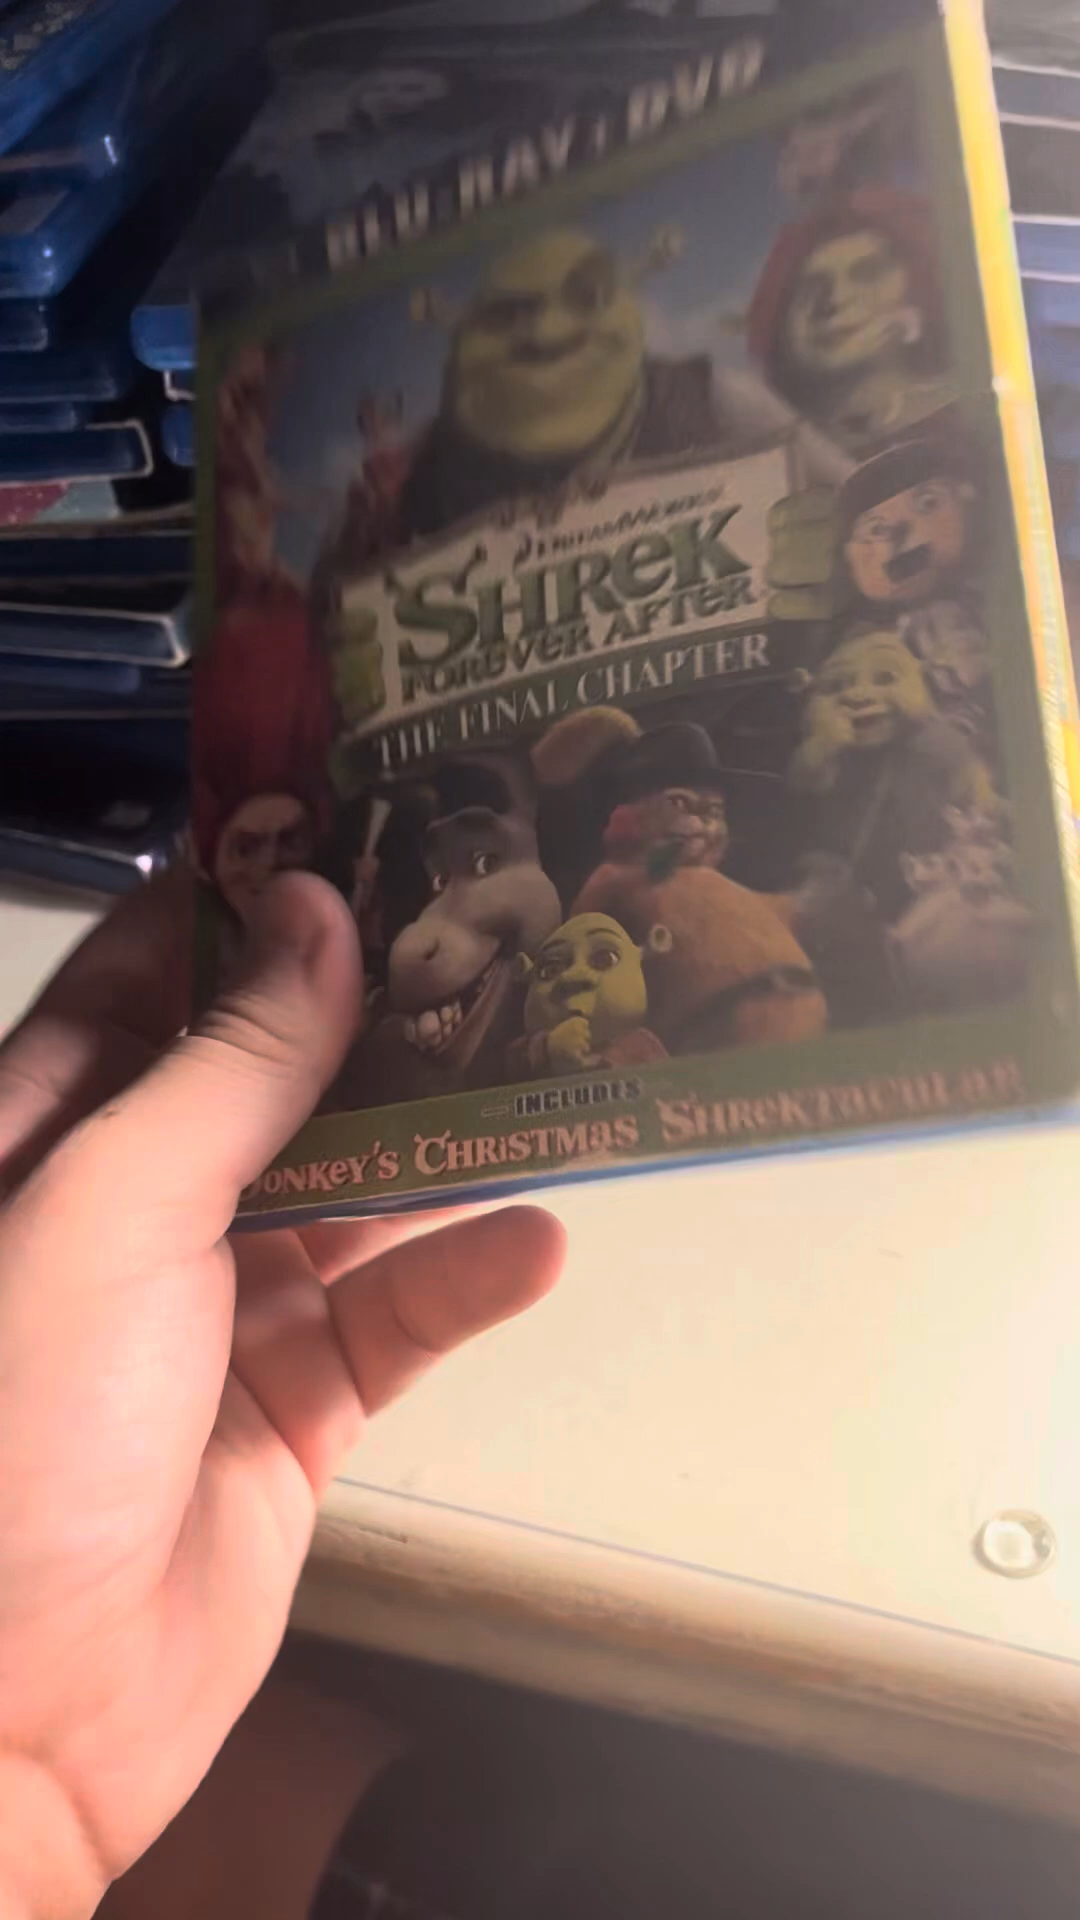 BLU-RAY + DVD
DREAMWORKS
SHREK
FOREVER AFTER
THE FINAL CHAPTER
INCLUDES
DONKEY'S CHRISTMAS SHREKTACULAR